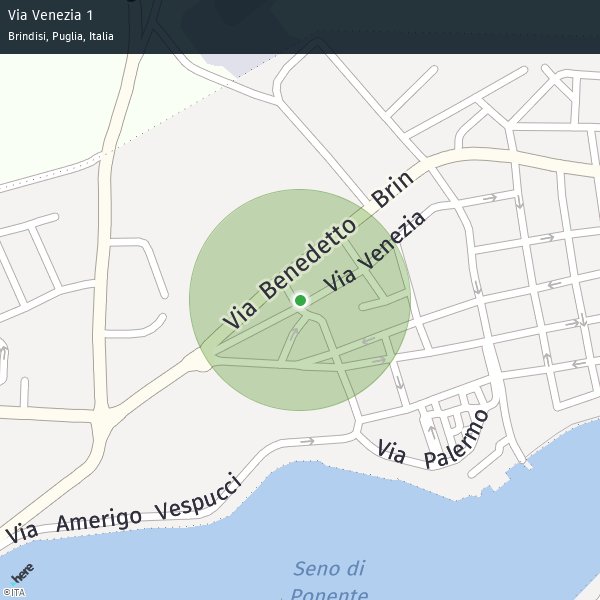 Via Venezia 1
Brindisi, Puglia, Italia
Via Benedetto Brin
Via Venezia
Via Palermo
Via Amerigo Vespucci
Seno di
Ponente
here
©ITA